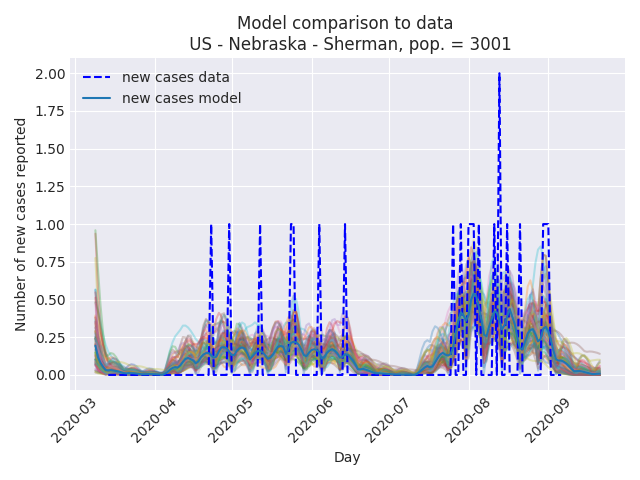 Model comparison to data
US - Nebraska - Sherman, pop. = 3001
new cases data
new cases model
Number of new cases reported
2.00
1.75
1.50
1.25
1.00
0.75
0.50
0.25
0.00
2020-03
2020-04
2020-05
2020-06
2020-07
2020-08
2020-09
Day